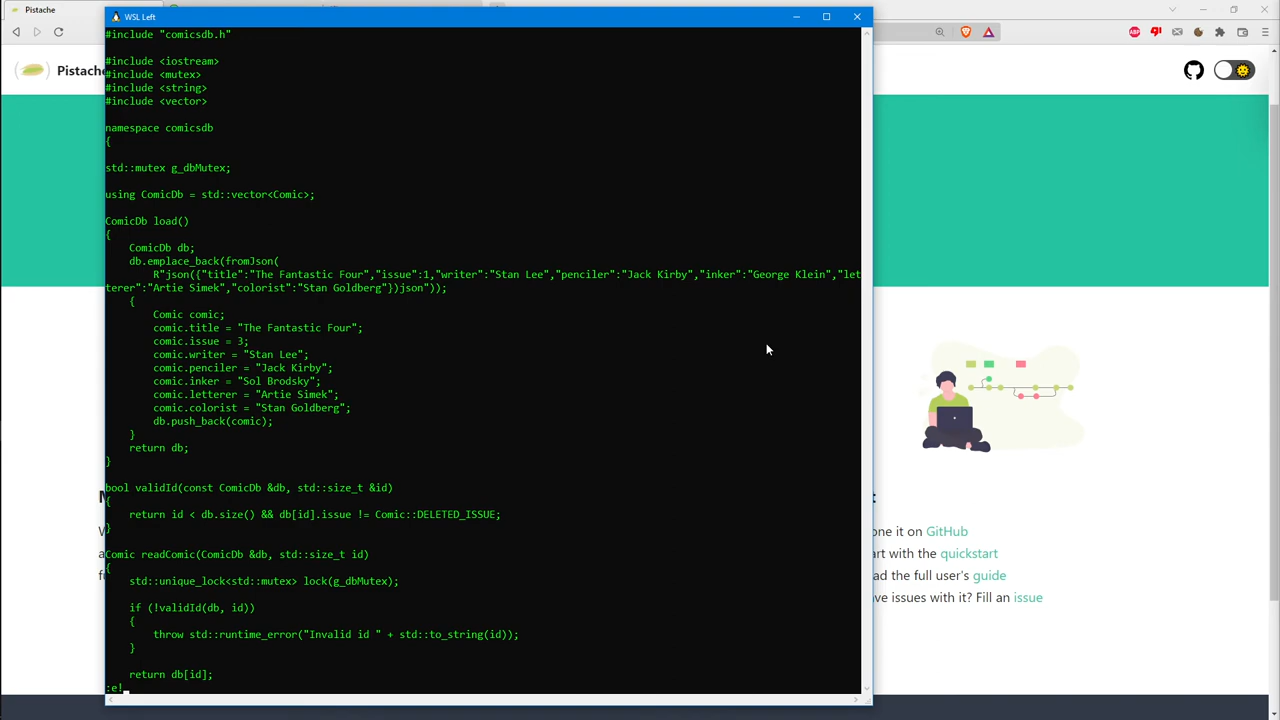 Pistache
WSL Left
Pistache
#include "comicsdb.h"
#include <iostream>
#include <mutex>
#include <string>
#include <vector>
namespace comicsdb
{
std::mutex g_dbMutex;
using ComicDb = std::vector<Comic>;
ComicDb load()
{
    ComicDb db;
    db.emplace_back(fromJson(
        R"json({"title":"The Fantastic Four","issue":1,"writer":"Stan Lee","penciler":"Jack Kirby","inker":"George Klein","let
terer":"Artie Simek","colorist":"Stan Goldberg"})json"));
    {
        Comic comic;
        comic.title = "The Fantastic Four";
        comic.issue = 3;
        comic.writer = "Stan Lee";
        comic.penciler = "Jack Kirby";
        comic.inker = "Sol Brodsky";
        comic.letterer = "Artie Simek";
        comic.colorist = "Stan Goldberg";
        db.push_back(comic);
    }
    return db;
}
bool validId(const ComicDb &db, std::size_t &id)
{
    return id < db.size() && db[id].issue != Comic::DELETED_ISSUE;
}
Comic readComic(ComicDb &db, std::size_t id)
{
    std::unique_lock<std::mutex> lock(g_dbMutex);
    if (!validId(db, id))
    {
        throw std::runtime_error("Invalid id " + std::to_string(id));
    }
    return db[id];
:e!
one it on GitHub
art with the quickstart
ad the full user's guide
ve issues with it? Fill an issue
ABP